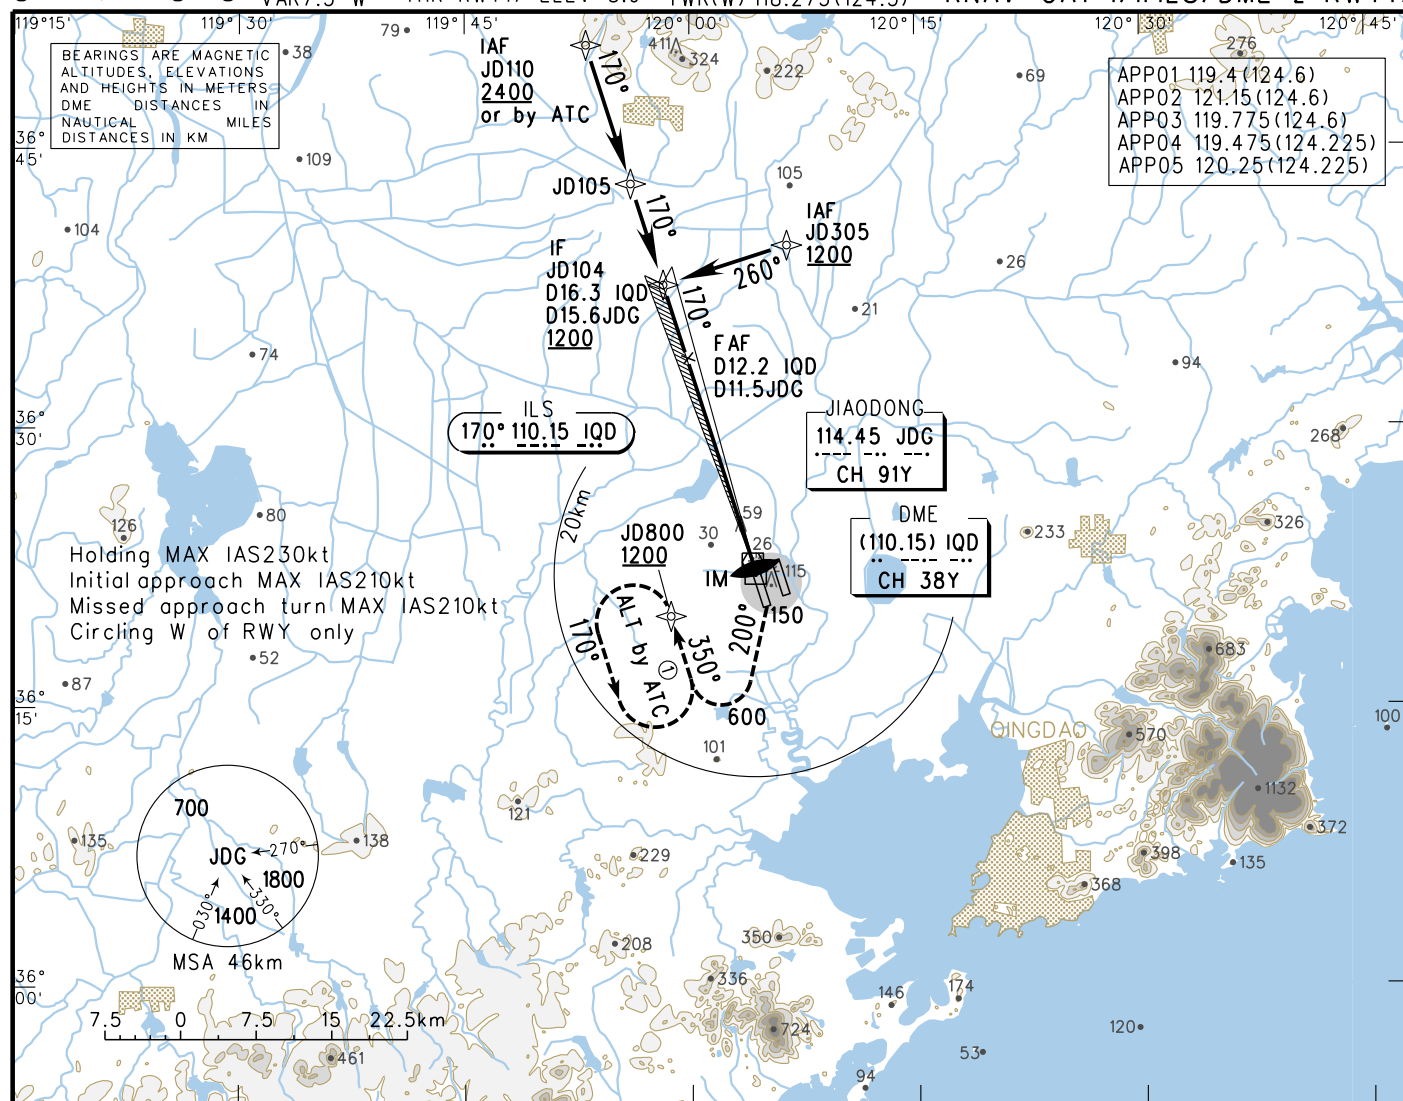 119°15'
119°30'
119°45'
120°00'
120°15'
120°30'
120°45'
BEARINGS ARE MAGNETIC
ALTITUDES, ELEVATIONS
AND HEIGHTS IN METERS
DME DISTANCES IN
NAUTICAL MILES
DISTANCES IN KM
APP01 119.4(124.6)
APP02 121.15(124.6)
APP03 119.775(124.6)
APP04 119.475(124.225)
APP05 120.25(124.225)
IAF
JD110
2400
or by ATC
170°
38
79
411
324
222
69
276
36°
45'
109
105
104
JD105
170°
IAF
JD305
1200
260°
26
IF
JD104
D16.3 IQD
D15.6JDG
1200
170°
21
74
94
FAF
D12.2 IQD
D11.5JDG
36°
30'
ILS
170° 110.15 IQD
JIAODONG
114.45 JDG
CH 91Y
268
20km
DME
(110.15) IQD
CH 38Y
126
80
59
30
26
115
233
326
JD800
1200
IM
Holding MAX IAS230kt
Initial approach MAX IAS210kt
Missed approach turn MAX IAS210kt
Circling W of RWY only
150
200°
170°
ALT by ATC
1
350°
600
52
87
683
36°
15'
101
QINGDAO
570
100
1132
121
372
135
138
229
398
135
368
700
JDG
270°
1800
030°
330°
1400
MSA 46km
208
350
336
174
146
36°
00'
7.5 0 7.5 15 22.5km
461
724
120
53
94